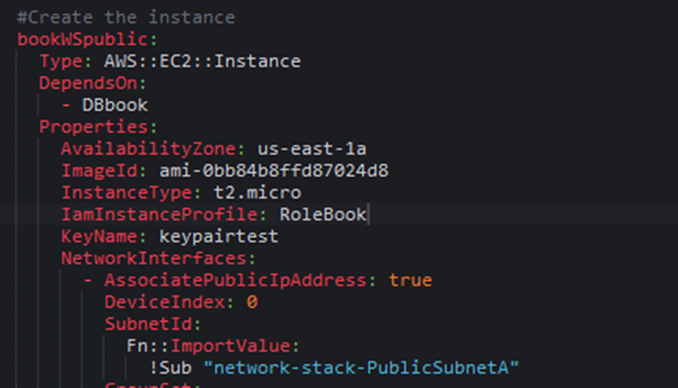 #Create the instance
bookWSpublic:
Type: AWS::EC2::Instance
DependsOn:
- DBbook
Properties:
AvailabilityZone: us-east-1a
ImageId: ami-0bb84b8ffd87024d8
InstanceType: t2.micro
IamInstanceProfile: RoleBook
KeyName: keypairtest
NetworkInterfaces:
- AssociatePublicIpAddress: true
DeviceIndex: 0
SubnetId:
Fn::ImportValue:
!Sub "network-stack-PublicSubnetA"